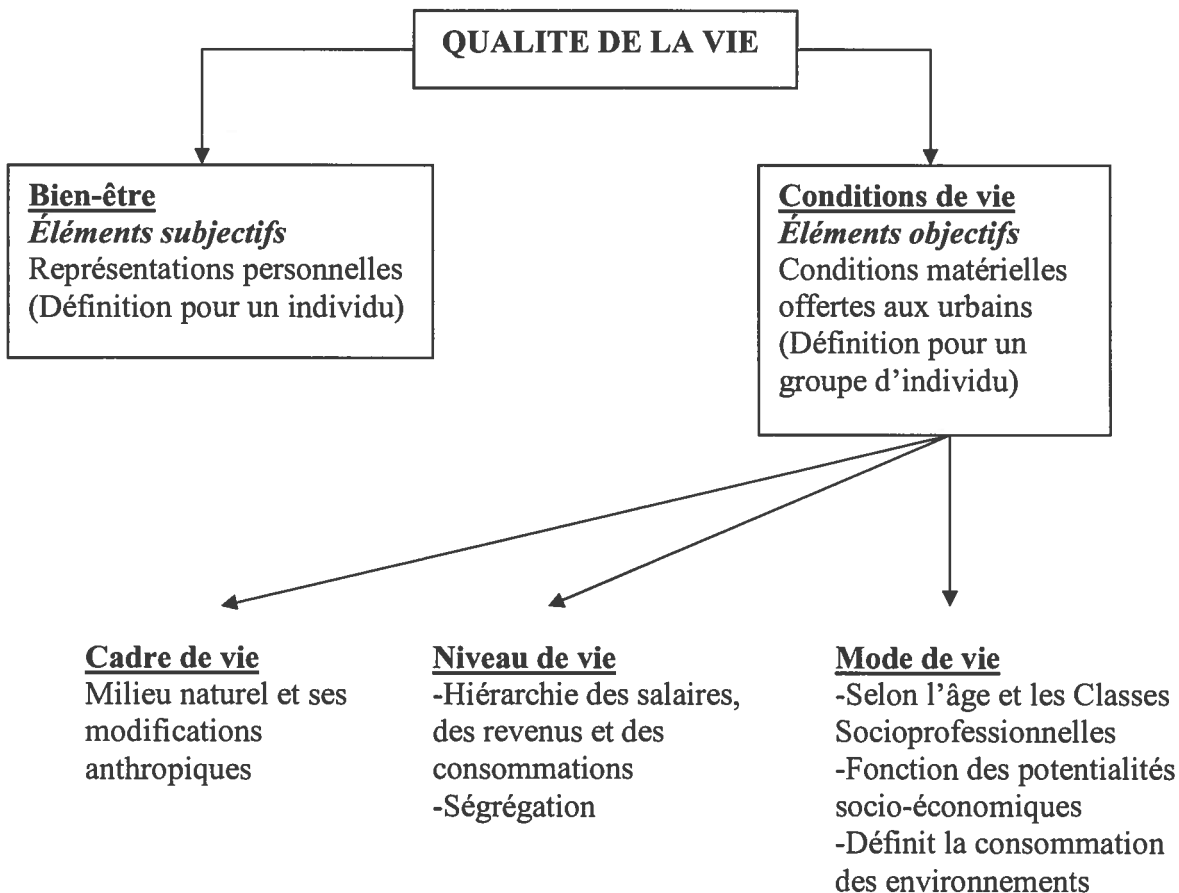 QUALITE DE LA VIE
Bien-être
Éléments subjectifs
Représentations personnelles
(Définition pour un individu)
Conditions de vie
Éléments objectifs
Conditions matérielles
offertes aux urbains
(Définition pour un
groupe d'individu)
Cadre de vie
Milieu naturel et ses
modifications
anthropiques
Niveau de vie
-Hiérarchie des salaires,
des revenus et des
consommations
-Ségrégation
Mode de vie
-Selon l'âge et les Classes
Socioprofessionnelles
-Fonction des potentialités
socio-économiques
-Définit la consommation
des environnements